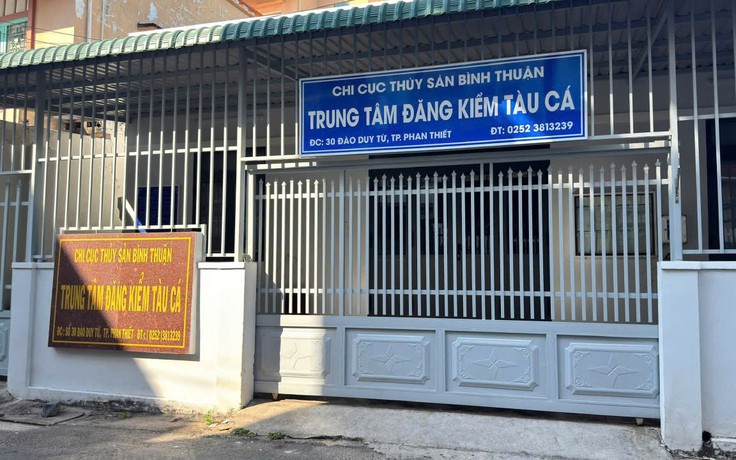 CHI CỤC THỦY SẢN BÌNH THUẬN
TRUNG TÂM ĐĂNG KIỂM TÀU CÁ
ĐC: 30 ĐÀO DUY TỪ, TP. PHAN THIẾT ĐT: 0252 3813239
CHI CỤC THỦY SẢN BÌNH THUẬN
TRUNG TÂM ĐĂNG KIỂM TÀU CÁ
ĐC: SỐ 30 ĐÀO DUY TỪ, TP. PHAN THIẾT ĐT: (0252)3813239